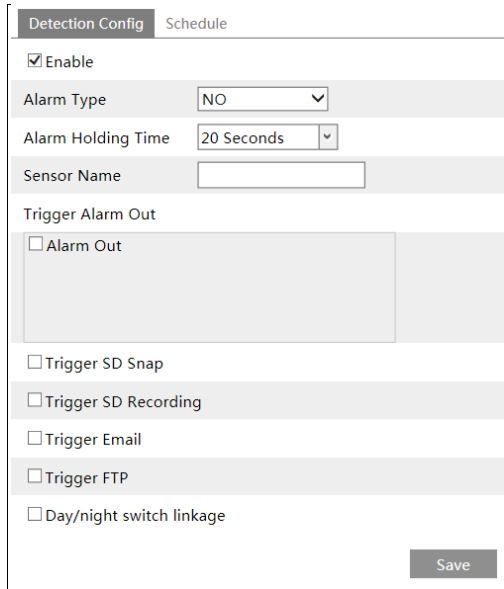 Detection Config Schedule
Enable
Alarm Type NO
Alarm Holding Time 20 Seconds
Sensor Name
Trigger Alarm Out
Alarm Out
Trigger SD Snap
Trigger SD Recording
Trigger Email
Trigger FTP
Day/night switch linkage
Save